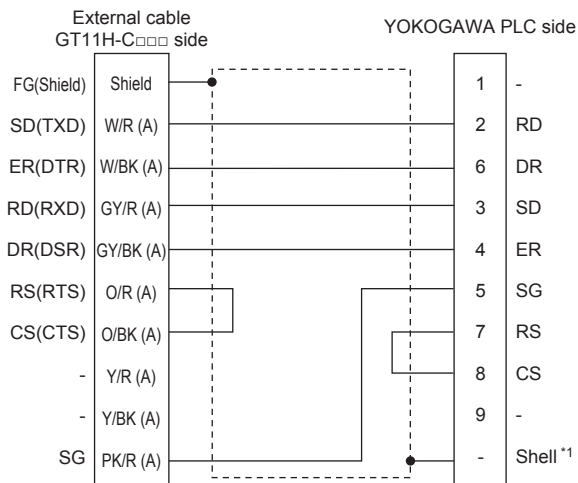 External cable
GT11H-C□□□ side
YOKOGAWA PLC side
FG(Shield) Shield 1 -
SD(TXD) W/R (A) 2 RD
ER(DTR) W/BK (A) 6 DR
RD(RXD) GY/R (A) 3 SD
DR(DSR) GY/BK (A) 4 ER
RS(RTS) O/R (A) 5 SG
CS(CTS) O/BK (A) 7 RS
- Y/R (A) 8 CS
- Y/BK (A) 9 -
SG PK/R (A) - Shell *1